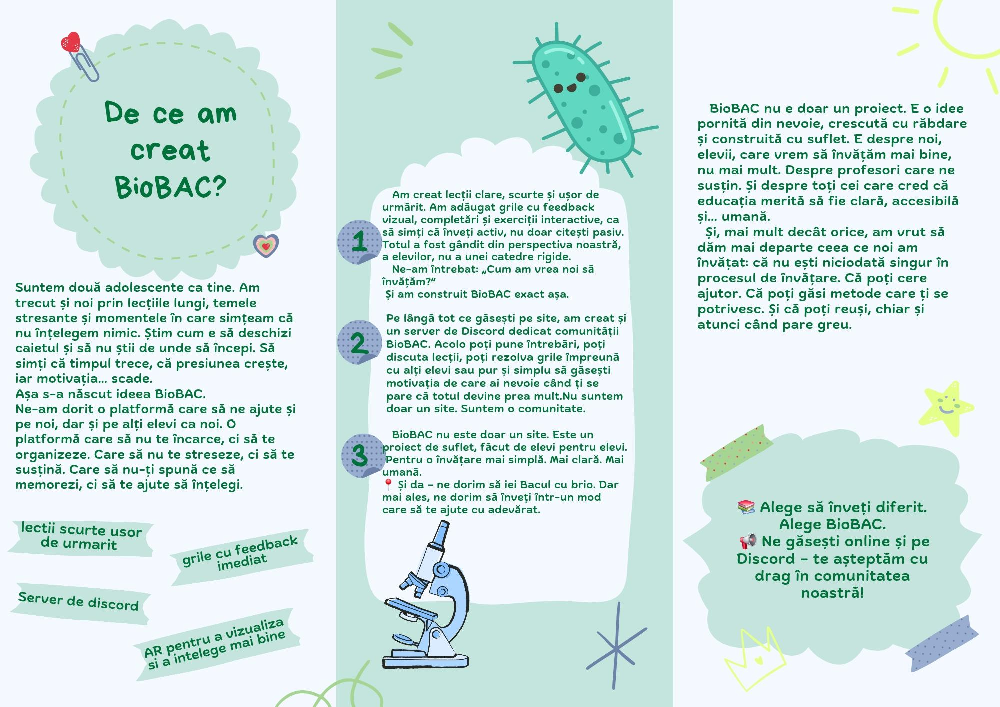 De ce am
creat
BioBAC?
Suntem două adolescente ca tine. Am
trecut și noi prin lecțiile lungi, temele
stresante și momentele în care simțeam că
nu înțelegem nimic. Știm cum e să deschizi
caietul și să nu știi de unde să începi. Să
simți că timpul trece, că presiunea crește,
iar motivația... scade.
Așa s-a născut ideea BioBAC.
Ne-am dorit o platformă care să ne ajute și
pe noi, dar și pe alți elevi ca noi. O
platformă care să nu te încarce, ci să te
organizeze. Care să nu te streseze, ci să te
susțină. Care să nu-ți spună ce să
memorezi, ci să te ajute să înțelegi.
lectii scurte usor
de urmarit
grile cu feedback
imediat
Server de discord
AR pentru a vizualiza
si a intelege mai bine
1
Am creat lecții clare, scurte și ușor de
urmărit. Am adăugat grile cu feedback
vizual, completări și exerciții interactive, ca
să simți că înveți activ, nu doar citești pasiv.
Totul a fost gândit din perspectiva noastră,
a elevilor, nu a unei catedre rigide.
Ne-am întrebat: „Cum am vrea noi să
învățăm?”
Și am construit BioBAC exact așa.
2
Pe lângă tot ce găsești pe site, am creat și
un server de Discord dedicat comunității
BioBAC. Acolo poți pune întrebări, poți
discuta lecții, poți rezolva grile împreună
cu alți elevi sau pur și simplu să găsești
motivația de care ai nevoie când ți se
pare că totul devine prea mult.Nu suntem
doar un site. Suntem o comunitate.
3
BioBAC nu este doar un site. Este un
proiect de suflet, făcut de elevi pentru elevi.
Pentru o învățare mai simplă. Mai clară. Mai
umană.
📍 Și da – ne dorim să iei Bacul cu brio. Dar
mai ales, ne dorim să înveți într-un mod
care să te ajute cu adevărat.
BioBAC nu e doar un proiect. E o idee
pornită din nevoie, crescută cu răbdare
și construită cu suflet. E despre noi,
elevii, care vrem să învățăm mai bine,
nu mai mult. Despre profesori care ne
susțin. Și despre toți cei care cred că
educația merită să fie clară, accesibilă
și... umană.
Și, mai mult decât orice, am vrut să
dăm mai departe ceea ce noi am
învățat: că nu ești niciodată singur în
procesul de învățare. Că poți cere
ajutor. Că poți găsi metode care ți se
potrivesc. Și că poți reuși, chiar și
atunci când pare greu.
📚 Alege să înveți diferit.
Alege BioBAC.
📢 Ne găsești online și pe
Discord – te așteptăm cu
drag în comunitatea
noastră!